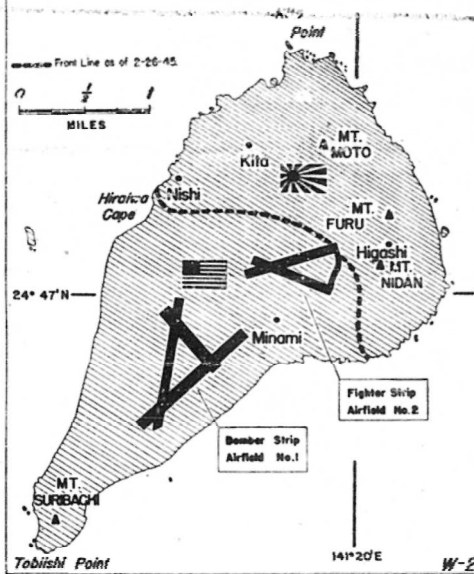 Point
Front Line as of 2-26-45
0 1/2 1
MILES
Kita
MT.
MOTO
Nishi
Hiraiwa
Cape
MT.
FURU
Higashi
MT.
NIDAN
24° 47'N
Minami
Fighter Strip
Airfield No.2
Bomber Strip
Airfield No.1
MT.
SURIBACHI
Tobiishi Point
141° 20'E
W-2